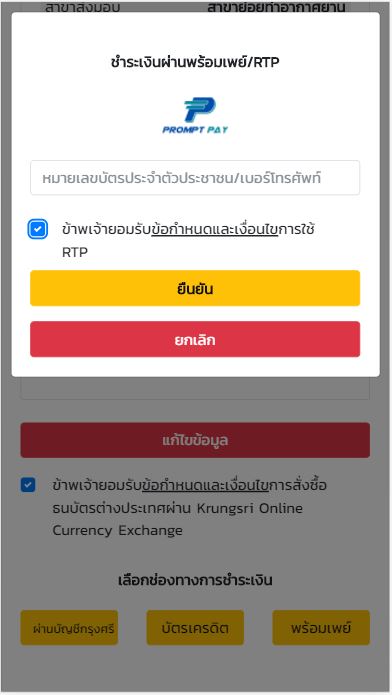 สาขาส่งมอบ สาขาย่อยท่าอากาศยาน
ชำระเงินผ่านพร้อมเพย์/RTP
PROMPT PAY
หมายเลขบัตรประจำตัวประชาชน/เบอร์โทรศัพท์
ข้าพเจ้ายอมรับข้อกำหนดและเงื่อนไขการใช้
RTP
ยืนยัน
ยกเลิก
แก้ไขข้อมูล
ข้าพเจ้ายอมรับข้อกำหนดและเงื่อนไขการสั่งซื้อ
ธนบัตรต่างประเทศผ่าน Krungsri Online
Currency Exchange
เลือกช่องทางการชำระเงิน
ผ่านบัญชีกรุงศรี บัตรเครดิต พร้อมเพย์